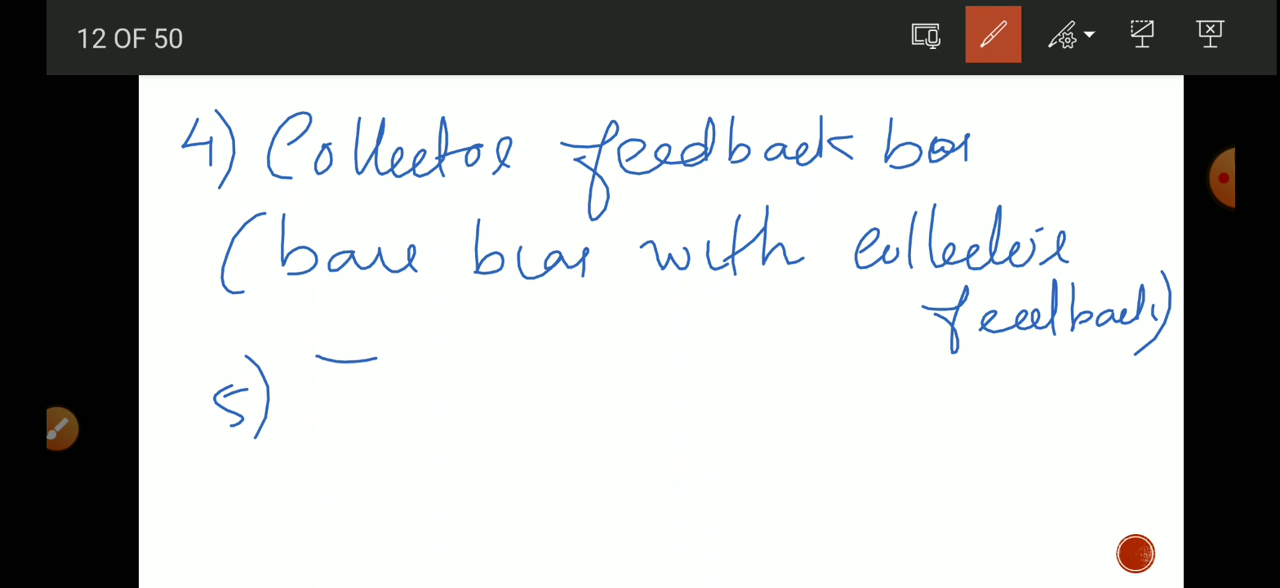 12 OF 50
4) Collector feedback bias
(base bias with collector
feedback)
5)